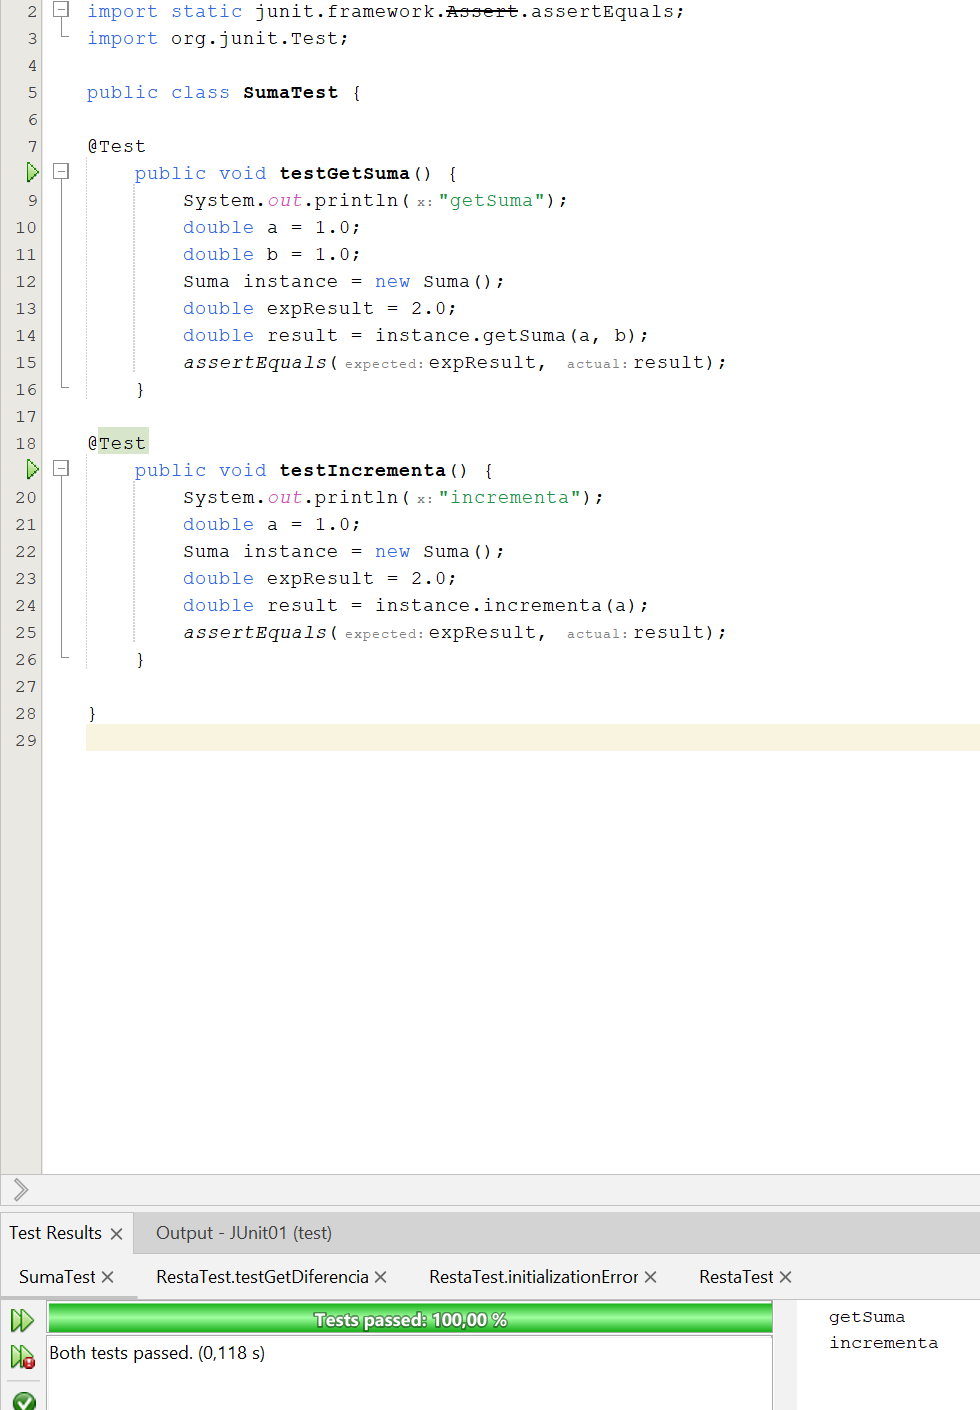 2 import static junit.framework.Assert.assertEquals;
3 import org.junit.Test;
4
5 public class SumaTest {
6
7 @Test
public void testGetSuma() {
9 System.out.println( x: "getSuma");
10 double a = 1.0;
11 double b = 1.0;
12 Suma instance = new Suma();
13 double expResult = 2.0;
14 double result = instance.getSuma(a, b);
15 assertEquals( expected: expResult, actual: result);
16 }
17
18 @Test
public void testIncrementa() {
20 System.out.println( x: "incrementa");
21 double a = 1.0;
22 Suma instance = new Suma();
23 double expResult = 2.0;
24 double result = instance.incrementa(a);
25 assertEquals( expected: expResult, actual: result);
26 }
27
28 }
29
Test Results Output - JUnit01 (test)
SumaTest RestaTest.testGetDiferencia RestaTest.initializationError RestaTest
Tests passed: 100,00 %
Both tests passed. (0,118 s)
getSuma
incrementa